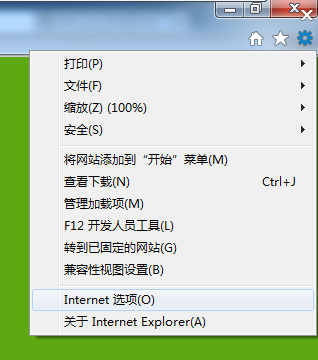 打印(P)
文件(F)
缩放(Z) (100%)
安全(S)
将网站添加到“开始”菜单(M)
查看下载(N) Ctrl+J
管理加载项(M)
F12 开发人员工具(L)
转到已固定的网站(G)
兼容性视图设置(B)
Internet 选项(O)
关于 Internet Explorer(A)